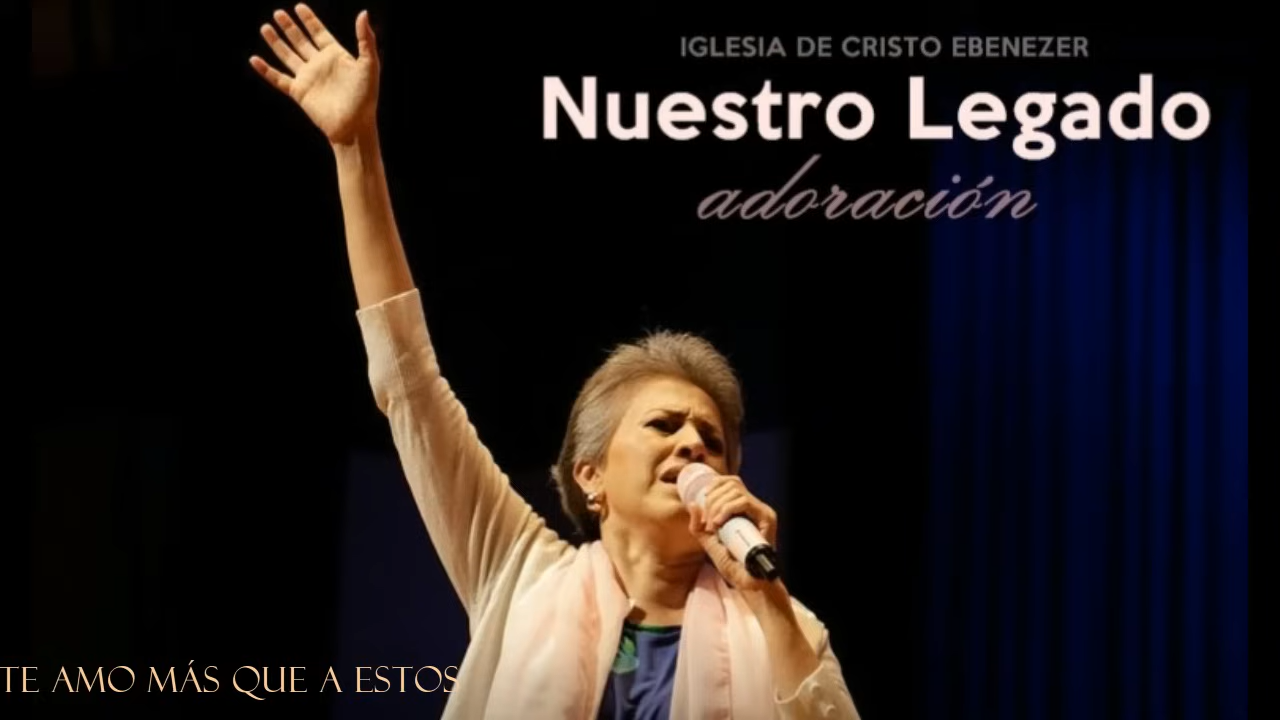 IGLESIA DE CRISTO EBENEZER
Nuestro Legado
adoración
TE AMO MÁS QUE A ESTOS